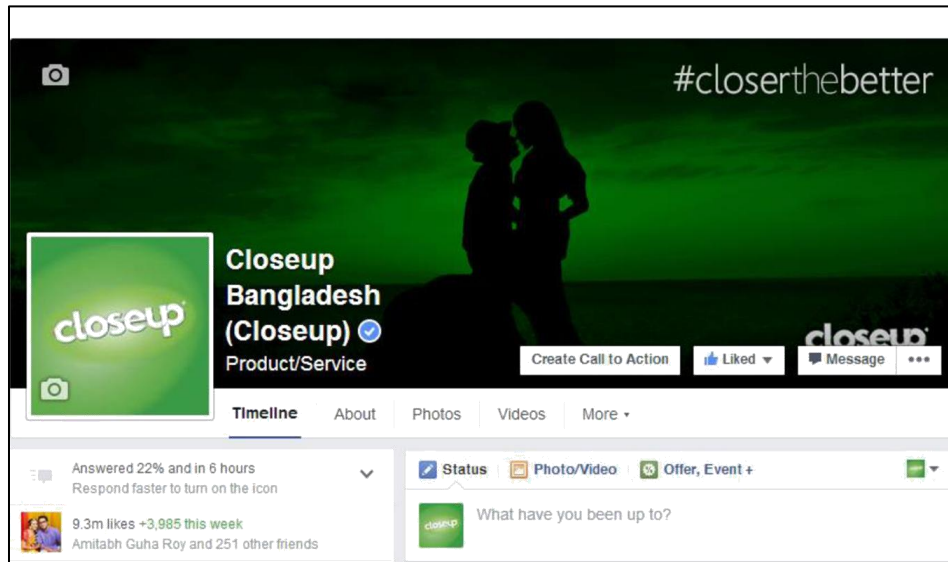 #closerthebetter
closeup
Closeup
Bangladesh
(Closeup)
Product/Service
closeup
Create Call to Action
Liked
Message
Timeline
About
Photos
Videos
More
Answered 22% and in 6 hours
Respond faster to turn on the icon
9.3m likes +3,985 this week
Amitabh Guha Roy and 251 other friends
Status
Photo/Video
Offer, Event +
closeup
What have you been up to?